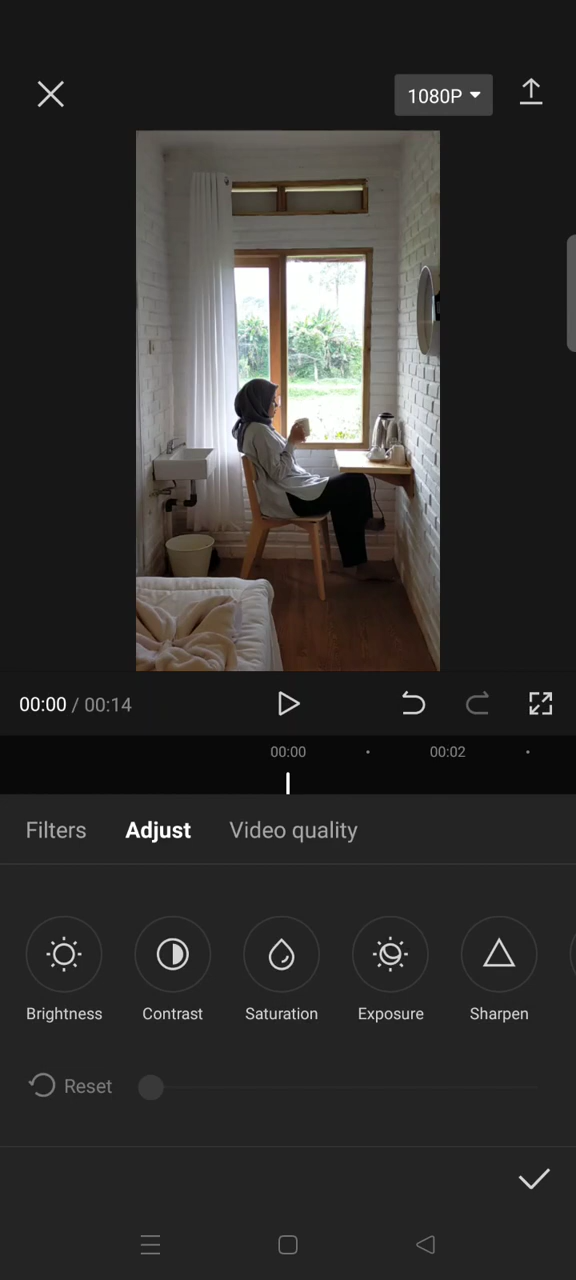 1080P
00:00 / 00:14
00:00
00:02
Filters
Adjust
Video quality
Brightness
Contrast
Saturation
Exposure
Sharpen
Reset